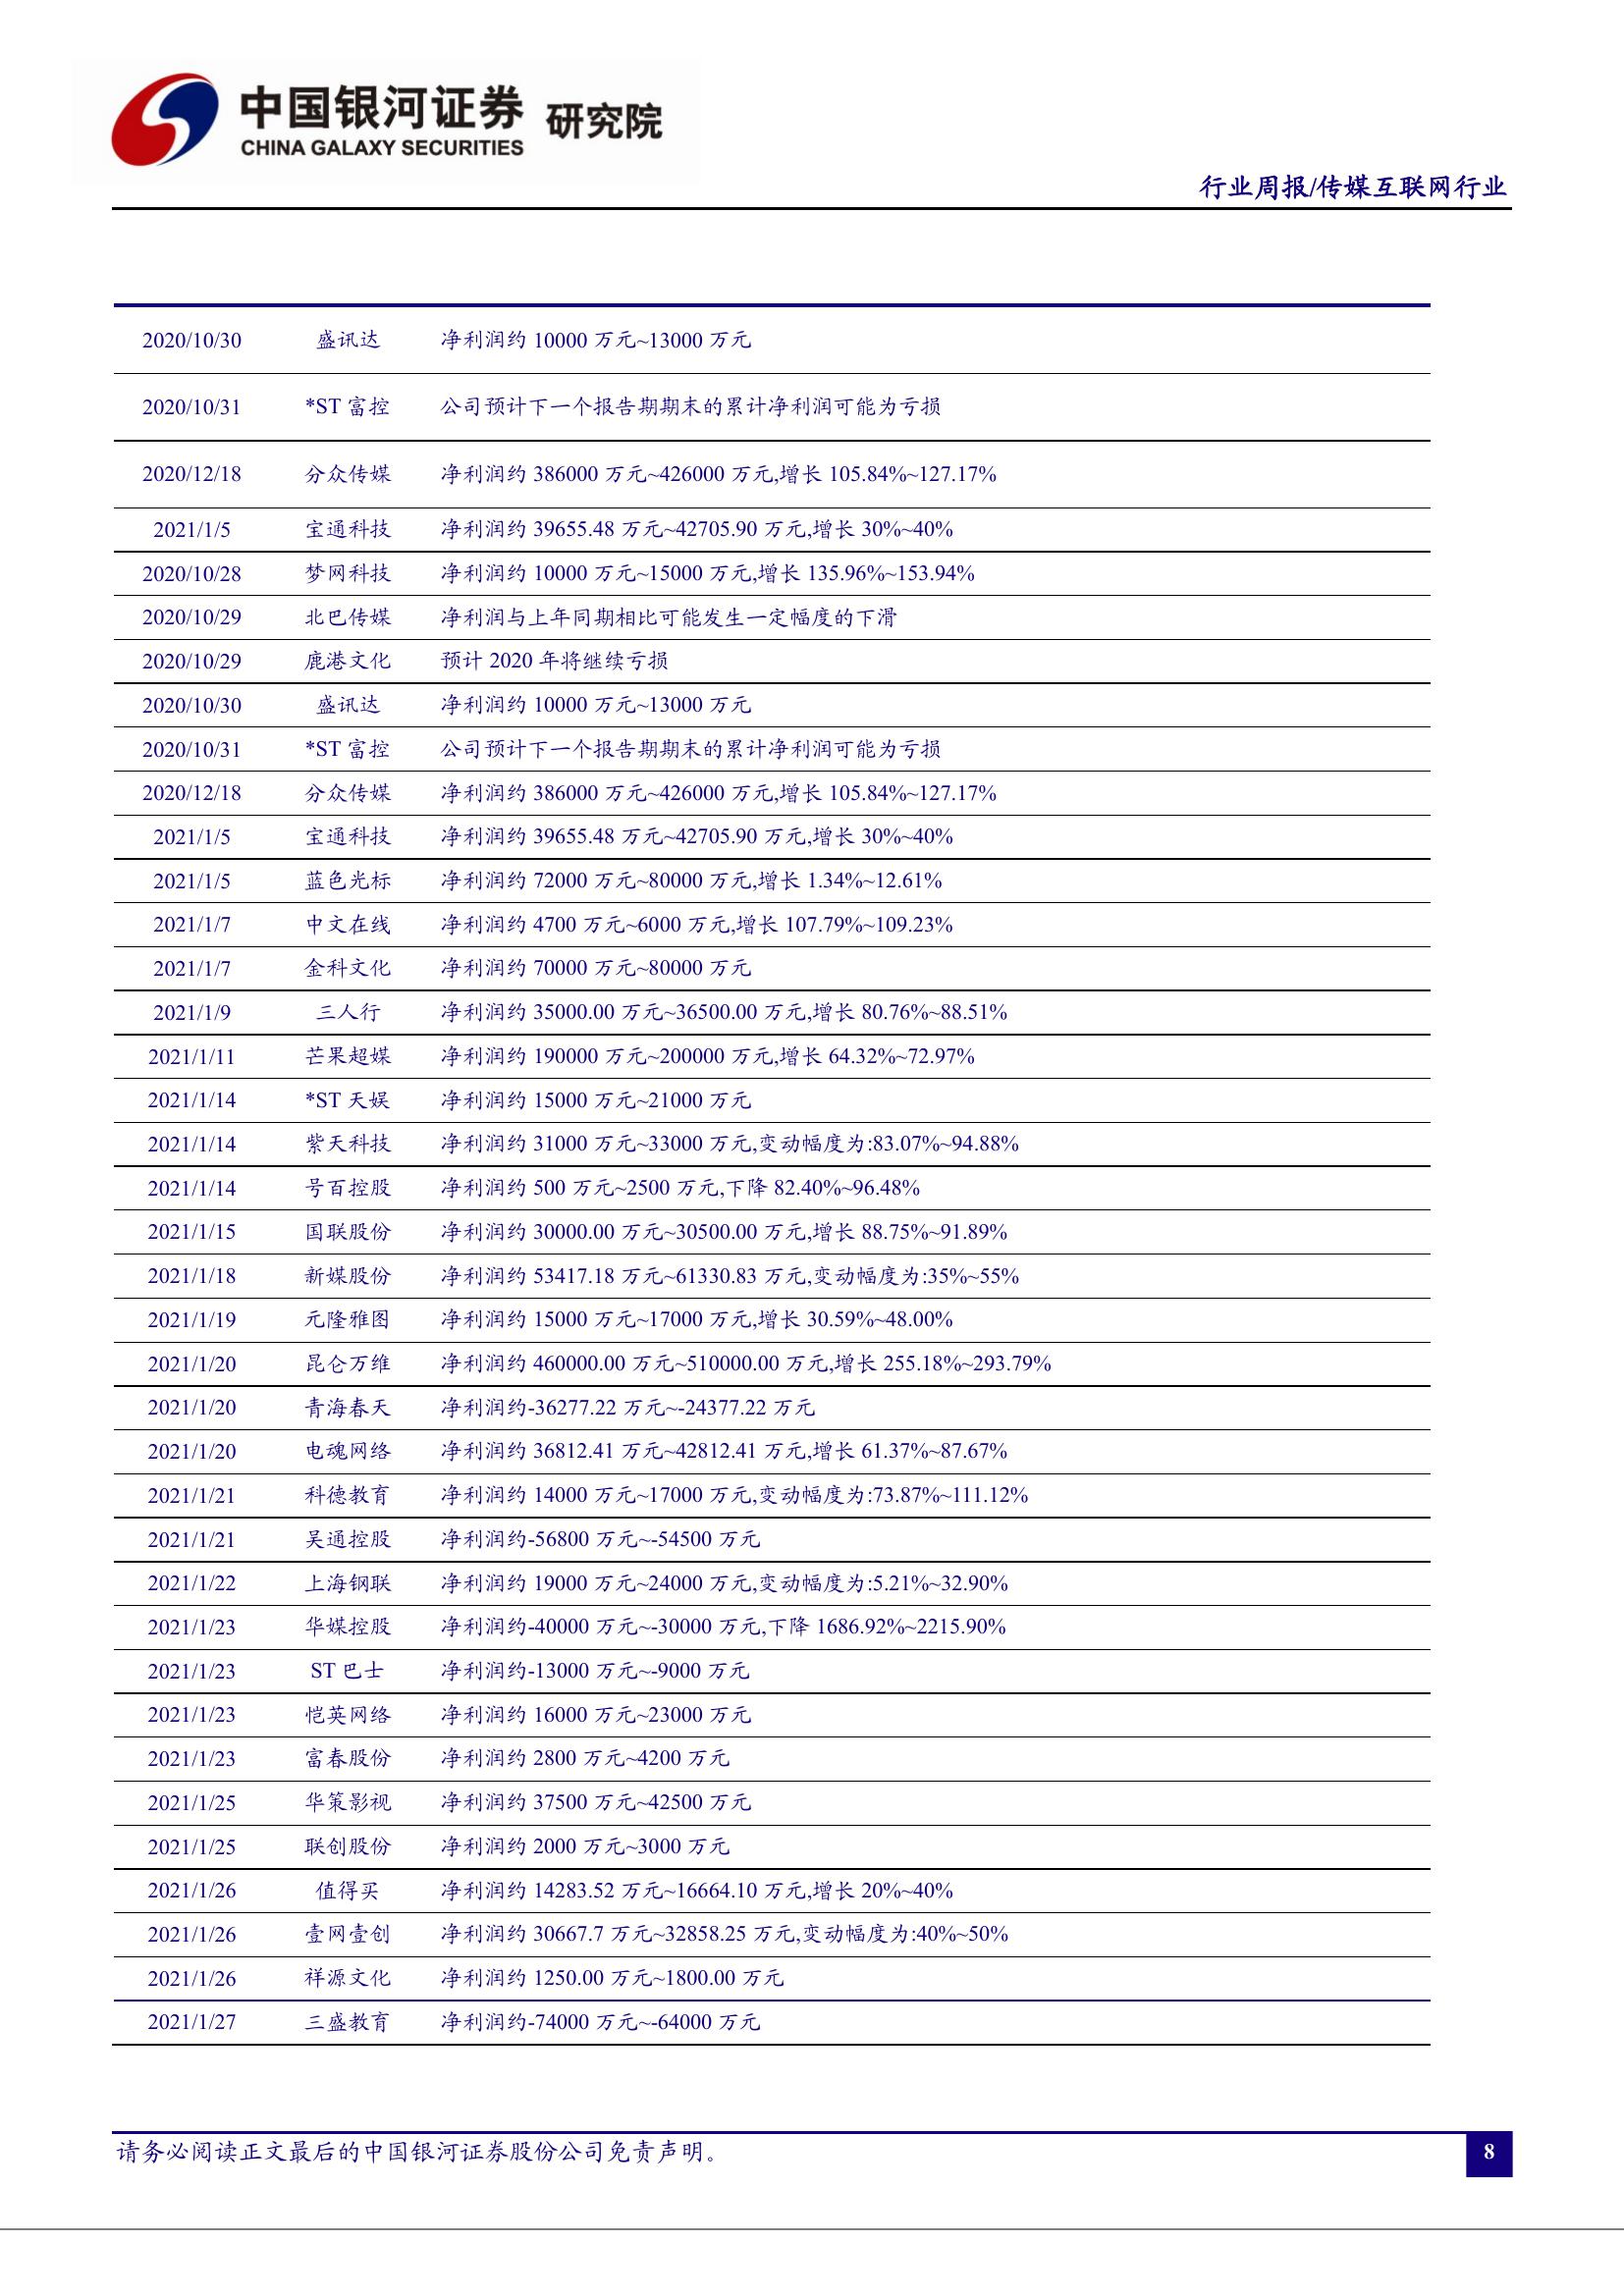 中国银河证券 研究院
CHINA GALAXY SECURITIES
行业周报/传媒互联网行业
2020/10/30 盛讯达 净利润约 10000 万元~13000 万元
2020/10/31 *ST 富控 公司预计下一个报告期期末的累计净利润可能为亏损
2020/12/18 分众传媒 净利润约 386000 万元~426000 万元,增长 105.84%~127.17%
2021/1/5 宝通科技 净利润约 39655.48 万元~42705.90 万元,增长 30%~40%
2020/10/28 梦网科技 净利润约 10000 万元~15000 万元,增长 135.96%~153.94%
2020/10/29 北巴传媒 净利润与上年同期相比可能发生一定幅度的下滑
2020/10/29 鹿港文化 预计 2020 年将继续亏损
2020/10/30 盛讯达 净利润约 10000 万元~13000 万元
2020/10/31 *ST 富控 公司预计下一个报告期期末的累计净利润可能为亏损
2020/12/18 分众传媒 净利润约 386000 万元~426000 万元,增长 105.84%~127.17%
2021/1/5 宝通科技 净利润约 39655.48 万元~42705.90 万元,增长 30%~40%
2021/1/5 蓝色光标 净利润约 72000 万元~80000 万元,增长 1.34%~12.61%
2021/1/7 中文在线 净利润约 4700 万元~6000 万元,增长 107.79%~109.23%
2021/1/7 金科文化 净利润约 70000 万元~80000 万元
2021/1/9 三人行 净利润约 35000.00 万元~36500.00 万元,增长 80.76%~88.51%
2021/1/11 芒果超媒 净利润约 190000 万元~200000 万元,增长 64.32%~72.97%
2021/1/14 *ST 天娱 净利润约 15000 万元~21000 万元
2021/1/14 紫天科技 净利润约 31000 万元~33000 万元,变动幅度为:83.07%~94.88%
2021/1/14 号百控股 净利润约 500 万元~2500 万元,下降 82.40%~96.48%
2021/1/15 国联股份 净利润约 30000.00 万元~30500.00 万元,增长 88.75%~91.89%
2021/1/18 新媒股份 净利润约 53417.18 万元~61330.83 万元,变动幅度为:35%~55%
2021/1/19 元隆雅图 净利润约 15000 万元~17000 万元,增长 30.59%~48.00%
2021/1/20 昆仑万维 净利润约 460000.00 万元~510000.00 万元,增长 255.18%~293.79%
2021/1/20 青海春天 净利润约-36277.22 万元~-24377.22 万元
2021/1/20 电魂网络 净利润约 36812.41 万元~42812.41 万元,增长 61.37%~87.67%
2021/1/21 科德教育 净利润约 14000 万元~17000 万元,变动幅度为:73.87%~111.12%
2021/1/21 吴通控股 净利润约-56800 万元~-54500 万元
2021/1/22 上海钢联 净利润约 19000 万元~24000 万元,变动幅度为:5.21%~32.90%
2021/1/23 华媒控股 净利润约-40000 万元~-30000 万元,下降 1686.92%~2215.90%
2021/1/23 ST 巴士 净利润约-13000 万元~-9000 万元
2021/1/23 恺英网络 净利润约 16000 万元~23000 万元
2021/1/23 富春股份 净利润约 2800 万元~4200 万元
2021/1/25 华策影视 净利润约 37500 万元~42500 万元
2021/1/25 联创股份 净利润约 2000 万元~3000 万元
2021/1/26 值得买 净利润约 14283.52 万元~16664.10 万元,增长 20%~40%
2021/1/26 壹网壹创 净利润约 30667.7 万元~32858.25 万元,变动幅度为:40%~50%
2021/1/26 祥源文化 净利润约 1250.00 万元~1800.00 万元
2021/1/27 三盛教育 净利润约-74000 万元~-64000 万元
请务必阅读正文最后的中国银河证券股份公司免责声明。
8